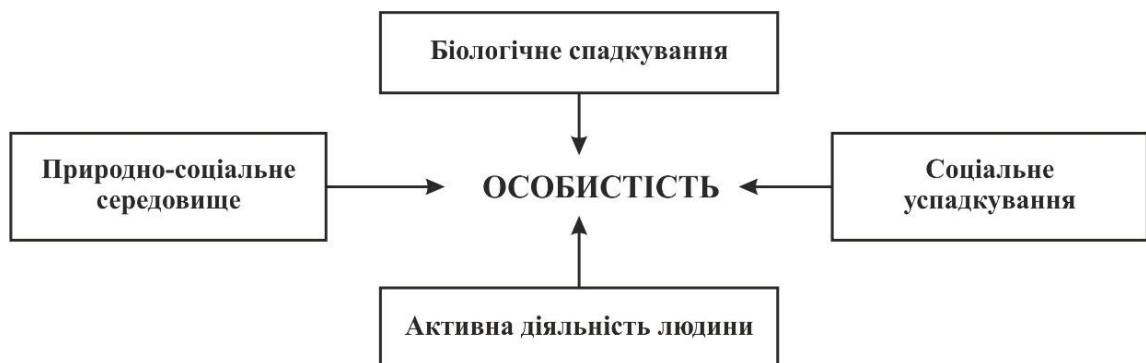 Біологічне спадкування
Природно-соціальне
середовище
ОСОБИСТІСТЬ
Соціальне
успадкування
Активна діяльність людини